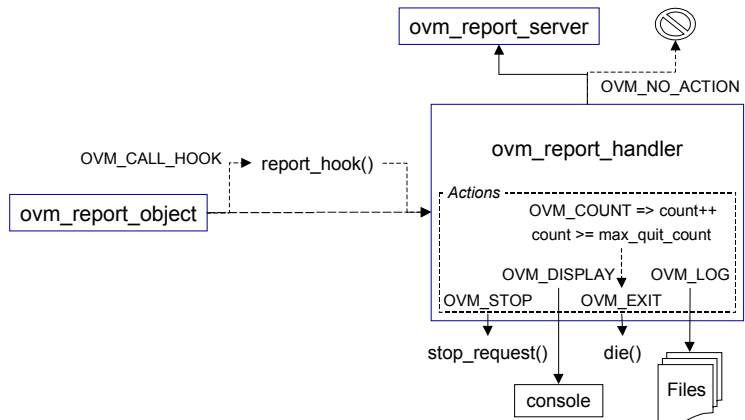 ovm_report_server
OVM_NO_ACTION
ovm_report_handler
OVM_CALL_HOOK
report_hook()
ovm_report_object
Actions
OVM_COUNT => count++
count >= max_quit_count
OVM_DISPLAY
OVM_LOG
OVM_STOP
OVM_EXIT
stop_request()
die()
console
Files